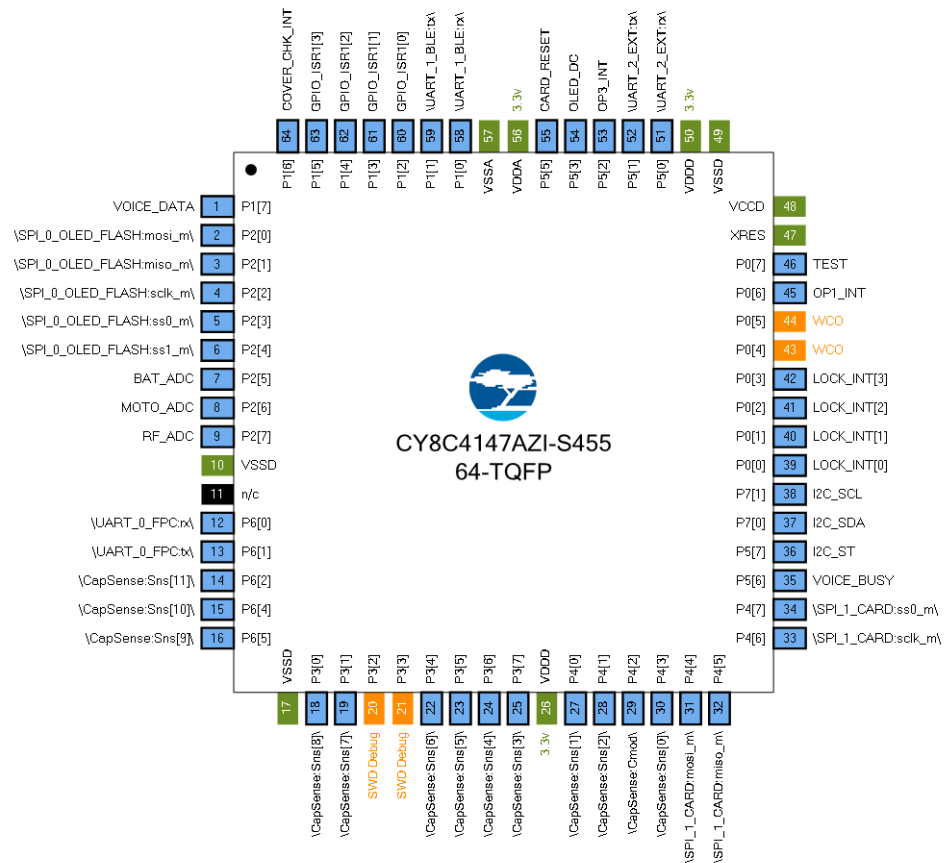 COVER_CHK_INT
GPIO_ISR1[3]
GPIO_ISR1[2]
GPIO_ISR1[1]
GPIO_ISR1[0]
\UART_1_BLE:tx\
\UART_1_BLE:rx\
3.3v
CARD_RESET
OLED_DC
OP3_INT
\UART_2_EXT:tx\
\UART_2_EXT:rx\
3.3v
64 63 62 61 60 59 58 57 56 55 54 53 52 51 50 49
P1[6] P1[5] P1[4] P1[3] P1[2] P1[1] P1[0] VSSA VDDA P5[5] P5[3] P5[2] P5[1] P5[0] VDDD VSSD
VOICE_DATA 1 P1[7]
\SPI_0_OLED_FLASH:mosi_m\ 2 P2[0]
\SPI_0_OLED_FLASH:miso_m\ 3 P2[1]
\SPI_0_OLED_FLASH:sclk_m\ 4 P2[2]
\SPI_0_OLED_FLASH:ss0_m\ 5 P2[3]
\SPI_0_OLED_FLASH:ss1_m\ 6 P2[4]
BAT_ADC 7 P2[5]
MOTO_ADC 8 P2[6]
RF_ADC 9 P2[7]
10 VSSD
11 n/c
\UART_0_FPC:rx\ 12 P6[0]
\UART_0_FPC:tx\ 13 P6[1]
\CapSense:Sns[11]\ 14 P6[2]
\CapSense:Sns[10]\ 15 P6[4]
\CapSense:Sns[9]\ 16 P6[5]
CY8C4147AZI-S455
64-TQFP
VCCD 48
XRES 47
P0[7] 46 TEST
P0[6] 45 OP1_INT
P0[5] 44 WCO
P0[4] 43 WCO
P0[3] 42 LOCK_INT[3]
P0[2] 41 LOCK_INT[2]
P0[1] 40 LOCK_INT[1]
P0[0] 39 LOCK_INT[0]
P7[1] 38 I2C_SCL
P7[0] 37 I2C_SDA
P5[7] 36 I2C_ST
P5[6] 35 VOICE_BUSY
P4[7] 34 \SPI_1_CARD:ss0_m\
P4[6] 33 \SPI_1_CARD:sclk_m\
VSSD P3[0] P3[1] P3[2] P3[3] P3[4] P3[5] P3[6] P3[7] VDDD P4[0] P4[1] P4[2] P4[3] P4[4] P4[5]
17 18 19 20 21 22 23 24 25 26 27 28 29 30 31 32
\CapSense:Sns[8]\
\CapSense:Sns[7]\
SWD Debug
SWD Debug
\CapSense:Sns[6]\
\CapSense:Sns[5]\
\CapSense:Sns[4]\
\CapSense:Sns[3]\
3.3v
\CapSense:Sns[1]\
\CapSense:Sns[2]\
\CapSense:Cmod\
\CapSense:Sns[0]\
\SPI_1_CARD:mosi_m\
\SPI_1_CARD:miso_m\